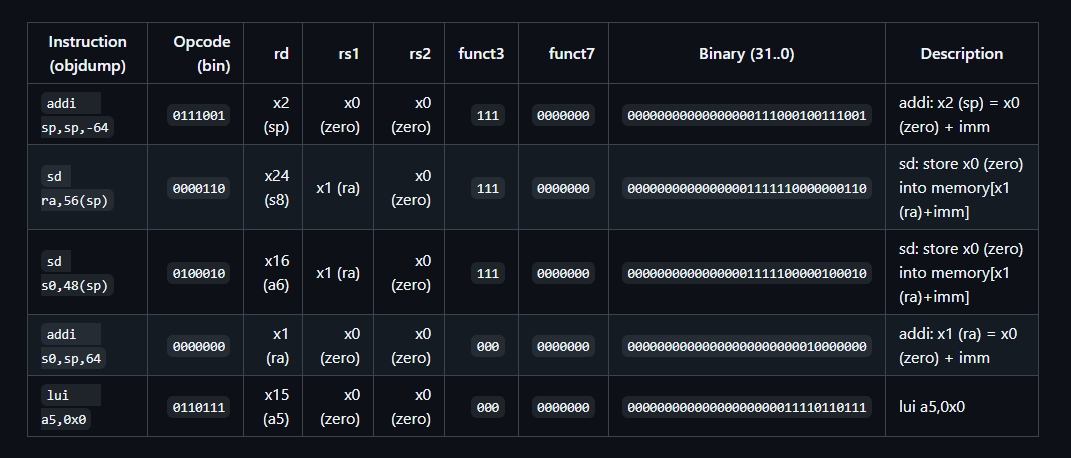 Instruction
(objdump)
Opcode
(bin)
rd
rs1
rs2
funct3
funct7
Binary (31..0)
Description
addi
sp,sp,-64
0111001
x2
(sp)
x0
(zero)
x0
(zero)
111
0000000
00000000000000000111000100111001
addi: x2 (sp) = x0
(zero) + imm
sd
ra,56(sp)
0000110
x24
(s8)
x1 (ra)
x0
(zero)
111
0000000
00000000000000001111110000000110
sd: store x0 (zero)
into memory[x1
(ra)+imm]
sd
s0,48(sp)
0100010
x16
(a6)
x1 (ra)
x0
(zero)
111
0000000
00000000000000001111100000100010
sd: store x0 (zero)
into memory[x1
(ra)+imm]
addi
s0,sp,64
0000000
x1
(ra)
x0
(zero)
x0
(zero)
000
0000000
00000000000000000000000010000000
addi: x1 (ra) = x0
(zero) + imm
lui
a5,0x0
0110111
x15
(a5)
x0
(zero)
x0
(zero)
000
0000000
00000000000000000000011110110111
lui a5,0x0